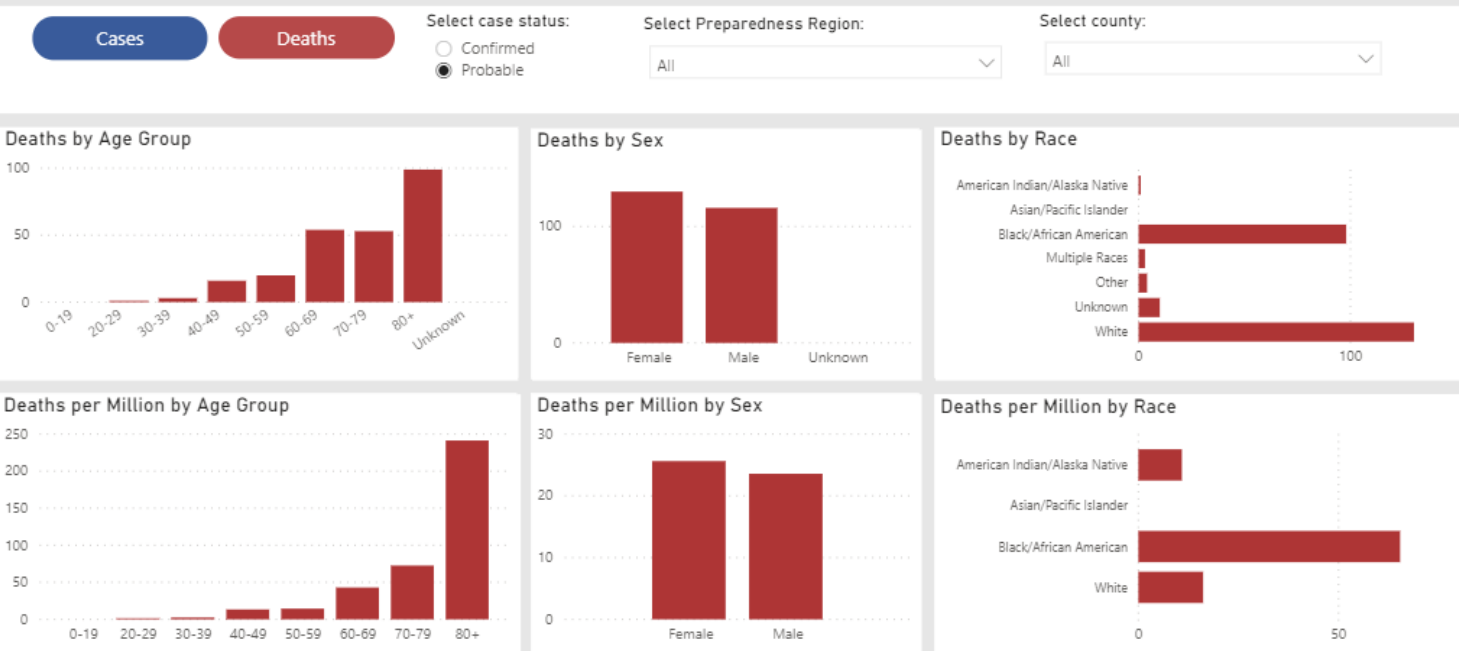 Cases
Deaths
Select case status:
Confirmed
Probable
Select Preparedness Region:
All
Select county:
All
Deaths by Age Group
100
50
0
0-19
20-29
30-39
40-49
50-59
60-69
70-79
80+
Unknown
Deaths by Sex
100
0
Female
Male
Unknown
Deaths by Race
American Indian/Alaska Native
Asian/Pacific Islander
Black/African American
Multiple Races
Other
Unknown
White
0
100
Deaths per Million by Age Group
250
200
150
100
50
0
0-19
20-29
30-39
40-49
50-59
60-69
70-79
80+
Deaths per Million by Sex
30
20
10
0
Female
Male
Deaths per Million by Race
American Indian/Alaska Native
Asian/Pacific Islander
Black/African American
White
0
50